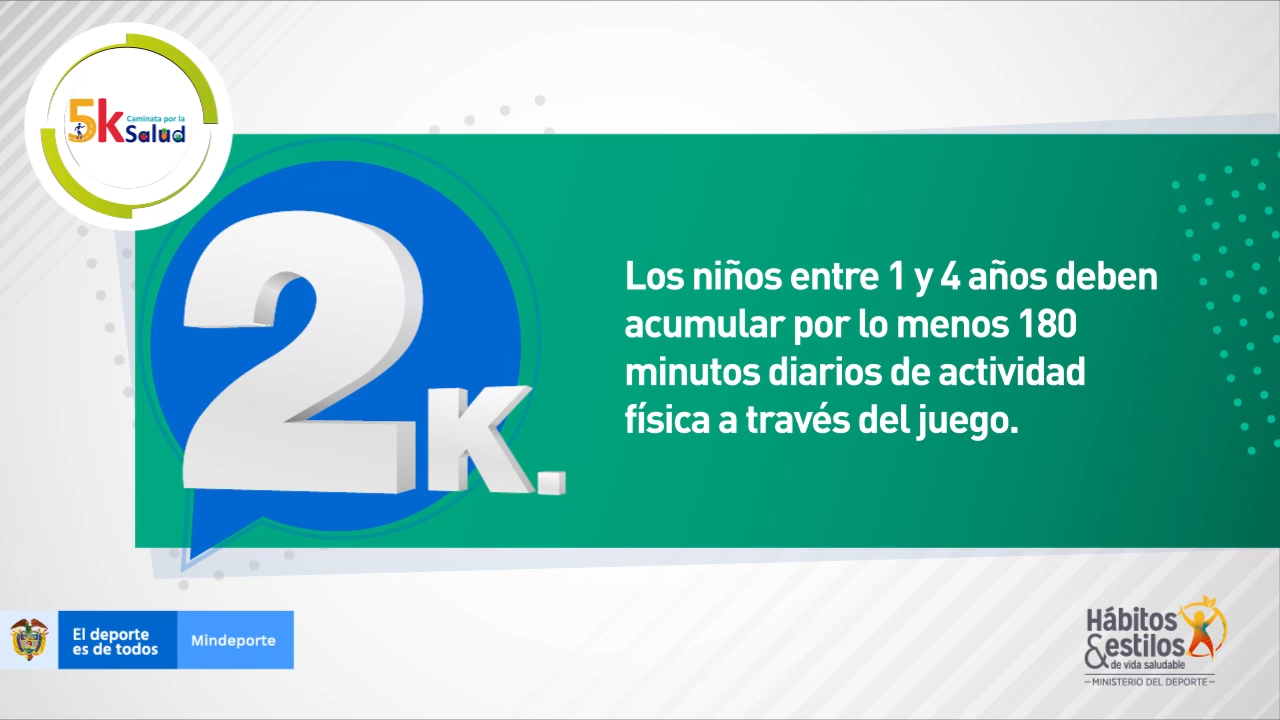 5k
Caminata por la
Salud
2K.
Los niños entre 1 y 4 años deben
acumular por lo menos 180
minutos diarios de actividad
física a través del juego.
El deporte
es de todos
Mindeporte
Hábitos
&estilos
de vida saludable
– MINISTERIO DEL DEPORTE –